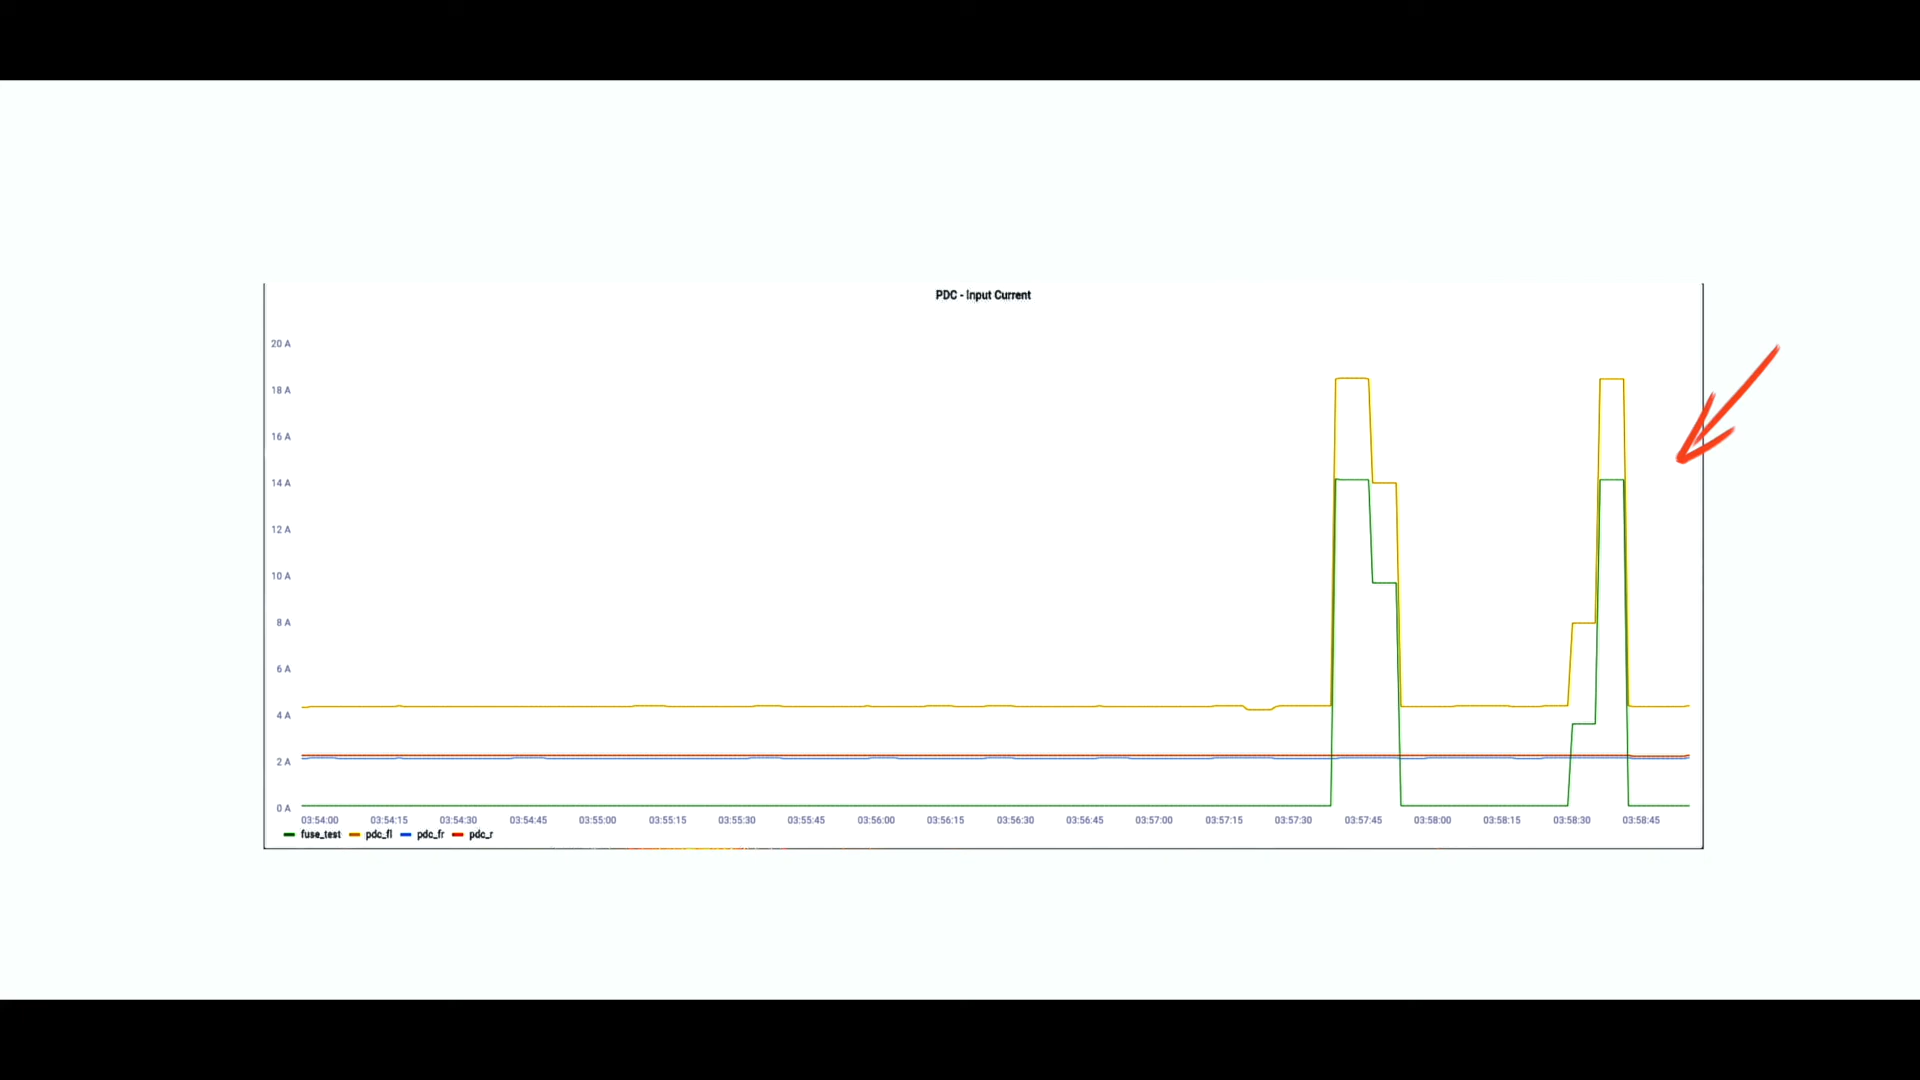 PDC - Input Current
20 A
18 A
16 A
14 A
12 A
10 A
8 A
6 A
4 A
2 A
0 A
03:54:00 03:54:15 03:54:30 03:54:45 03:55:00 03:55:15 03:55:30 03:55:45 03:56:00 03:56:15 03:56:30 03:56:45 03:57:00 03:57:15 03:57:30 03:57:45 03:58:00 03:58:15 03:58:30 03:58:45
fuse_test pdc_fl pdc_fr pdc_r